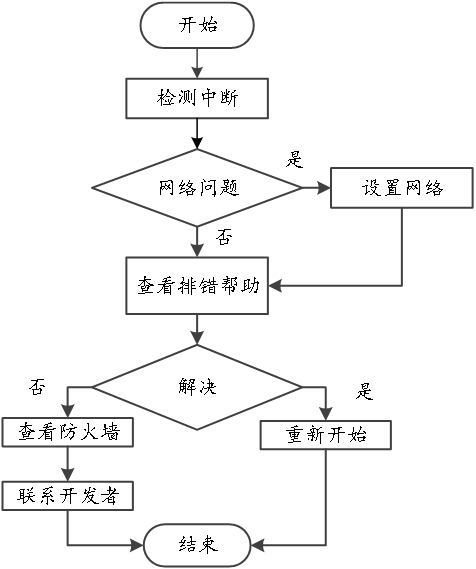 开始
检测中断
网络问题
是
设置网络
否
查看排错帮助
解决
否
是
查看防火墙
重新开始
联系开发者
结束